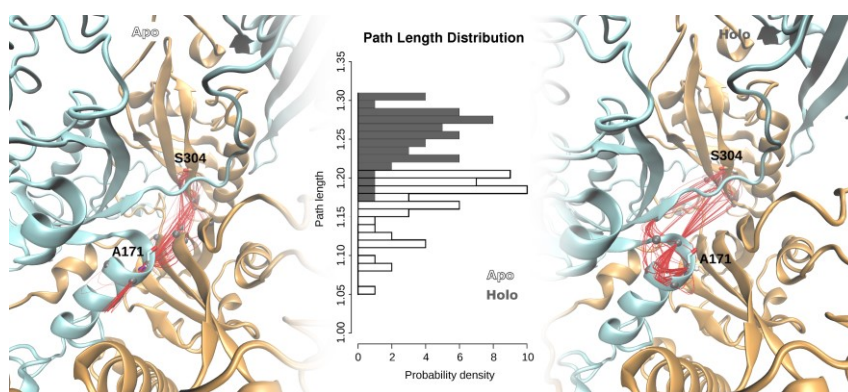 Apo
S304
A171
Path Length Distribution
Path length
1.00 1.05 1.10 1.15 1.20 1.25 1.30 1.35
Apo
Holo
0 2 4 6 8 10
Probability density
Holo
S304
A171